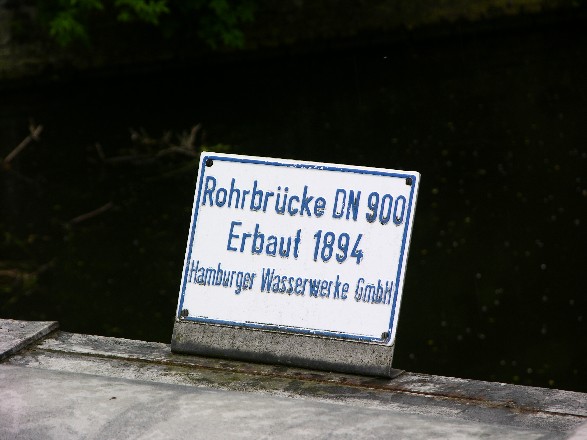 Rohrbrücke DN 900
Erbaut 1894
Hamburger Wasserwerke GmbH